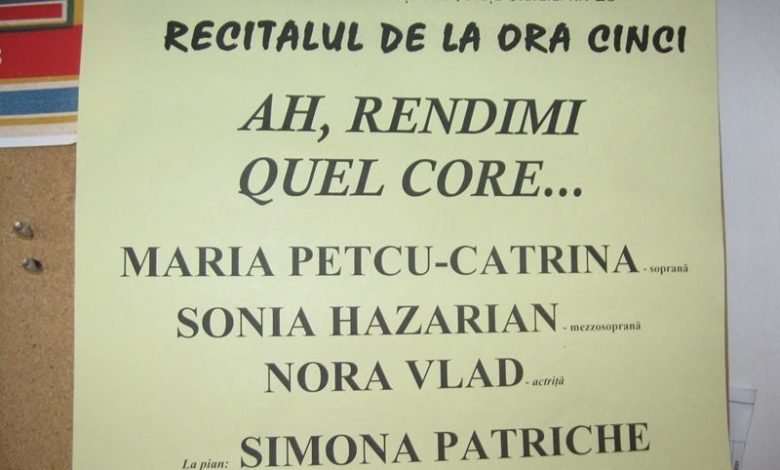 RECITALUL DE LA ORA CINCI
AH, RENDIMI
QUEL CORE...
MARIA PETCU-CATRINA - soprană
SONIA HAZARIAN - mezzosoprană
NORA VLAD - actriță
La pian: SIMONA PATRICHE